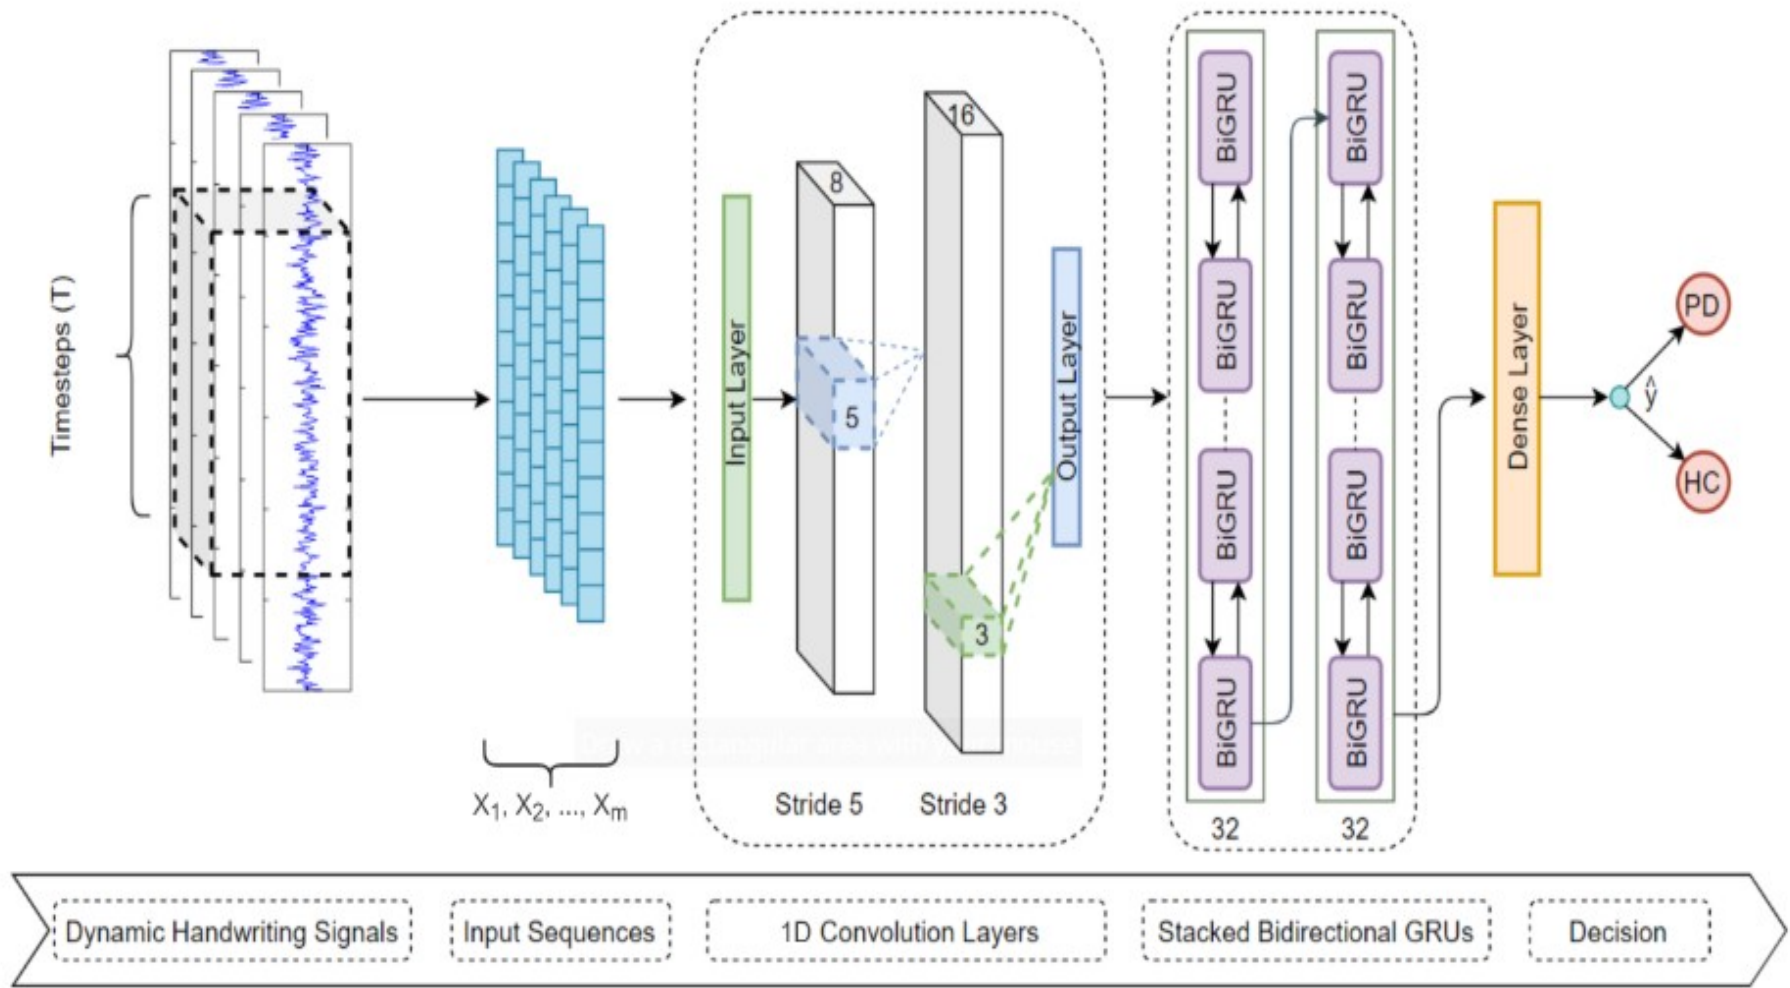 Timesteps (T)
X1, X2, ..., Xm
Input Layer
8
5
16
3
Output Layer
Stride 5
Stride 3
BiGRU
BiGRU
BiGRU
BiGRU
32
BiGRU
BiGRU
BiGRU
BiGRU
32
Dense Layer
ŷ
PD
HC
Dynamic Handwriting Signals
Input Sequences
1D Convolution Layers
Stacked Bidirectional GRUs
Decision